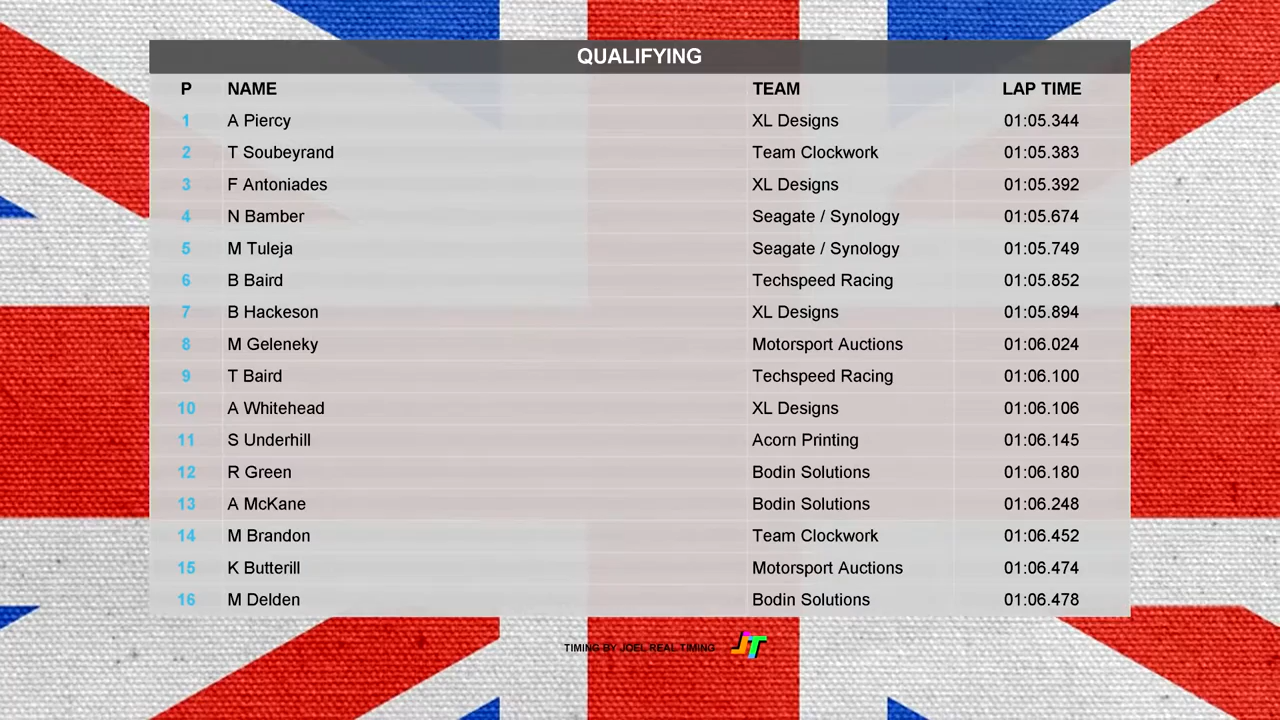 QUALIFYING
P NAME TEAM LAP TIME
1 A Piercy XL Designs 01:05.344
2 T Soubeyrand Team Clockwork 01:05.383
3 F Antoniades XL Designs 01:05.392
4 N Bamber Seagate / Synology 01:05.674
5 M Tuleja Seagate / Synology 01:05.749
6 B Baird Techspeed Racing 01:05.852
7 B Hackeson XL Designs 01:05.894
8 M Geleneky Motorsport Auctions 01:06.024
9 T Baird Techspeed Racing 01:06.100
10 A Whitehead XL Designs 01:06.106
11 S Underhill Acorn Printing 01:06.145
12 R Green Bodin Solutions 01:06.180
13 A McKane Bodin Solutions 01:06.248
14 M Brandon Team Clockwork 01:06.452
15 K Butterill Motorsport Auctions 01:06.474
16 M Delden Bodin Solutions 01:06.478
TIMING BY JOEL REAL TIMING JT